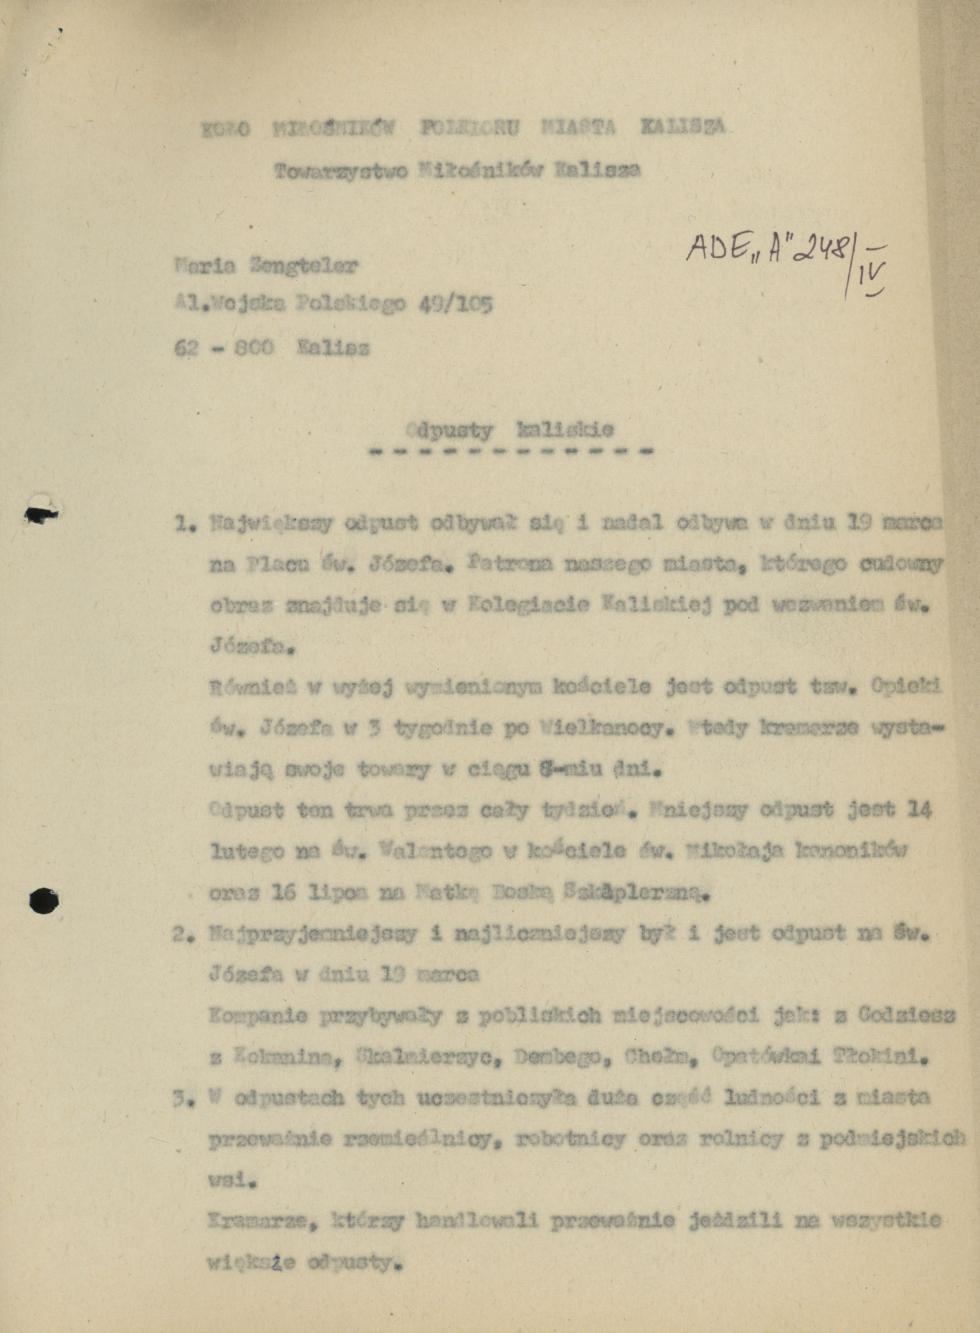 KOŁO MIŁOŚNIKÓW FOLKLORU MIASTA KALISZA
Towarzystwo Miłośników Kalisza
ADE„A" 248/IV
Maria Zengteler
Al.Wojska Polskiego 49/105
62 - 800 Kalisz
Odpusty kaliskie
1. Największy odpust odbywał się i nadal odbywa w dniu 19 marca
na Placu św. Józefa. Patrona naszego miasta, którego cudowny
obraz znajduje się w Kolegiacie Kaliskiej pod wezwaniem św.
Józefa.
Również w wyżej wymienionym kościele jest odpust tzw. Opieki
św. Józefa w 3 tygodnie po Wielkanocy. Wtedy kramarze wysta-
wiają swoje towary w ciągu 8-miu dni.
Odpust ten trwa przez cały tydzień. Mniejszy odpust jest 14
lutego na św. Walentego w kościele św. Mikołaja kanoników
oraz 16 lipca na Matkę Boską Szkaplerzną.
2. Najprzyjemniejszy i najliczniejszy był i jest odpust na św.
Józefa w dniu 19 marca
Kompanie przybywały z pobliskich miejscowości jak: z Godziesz
z Kokanina, Skalmierzyc, Dembego, Chełm, Opatówkai Tłokini.
3. W odpustach tych uczestniczyła duża część ludności z miasta
przeważnie rzemieślnicy, robotnicy oraz rolnicy z podmiejskich
wsi.
Kramarze, którzy handlowali przeważnie jeździli na wszystkie
większe odpusty.